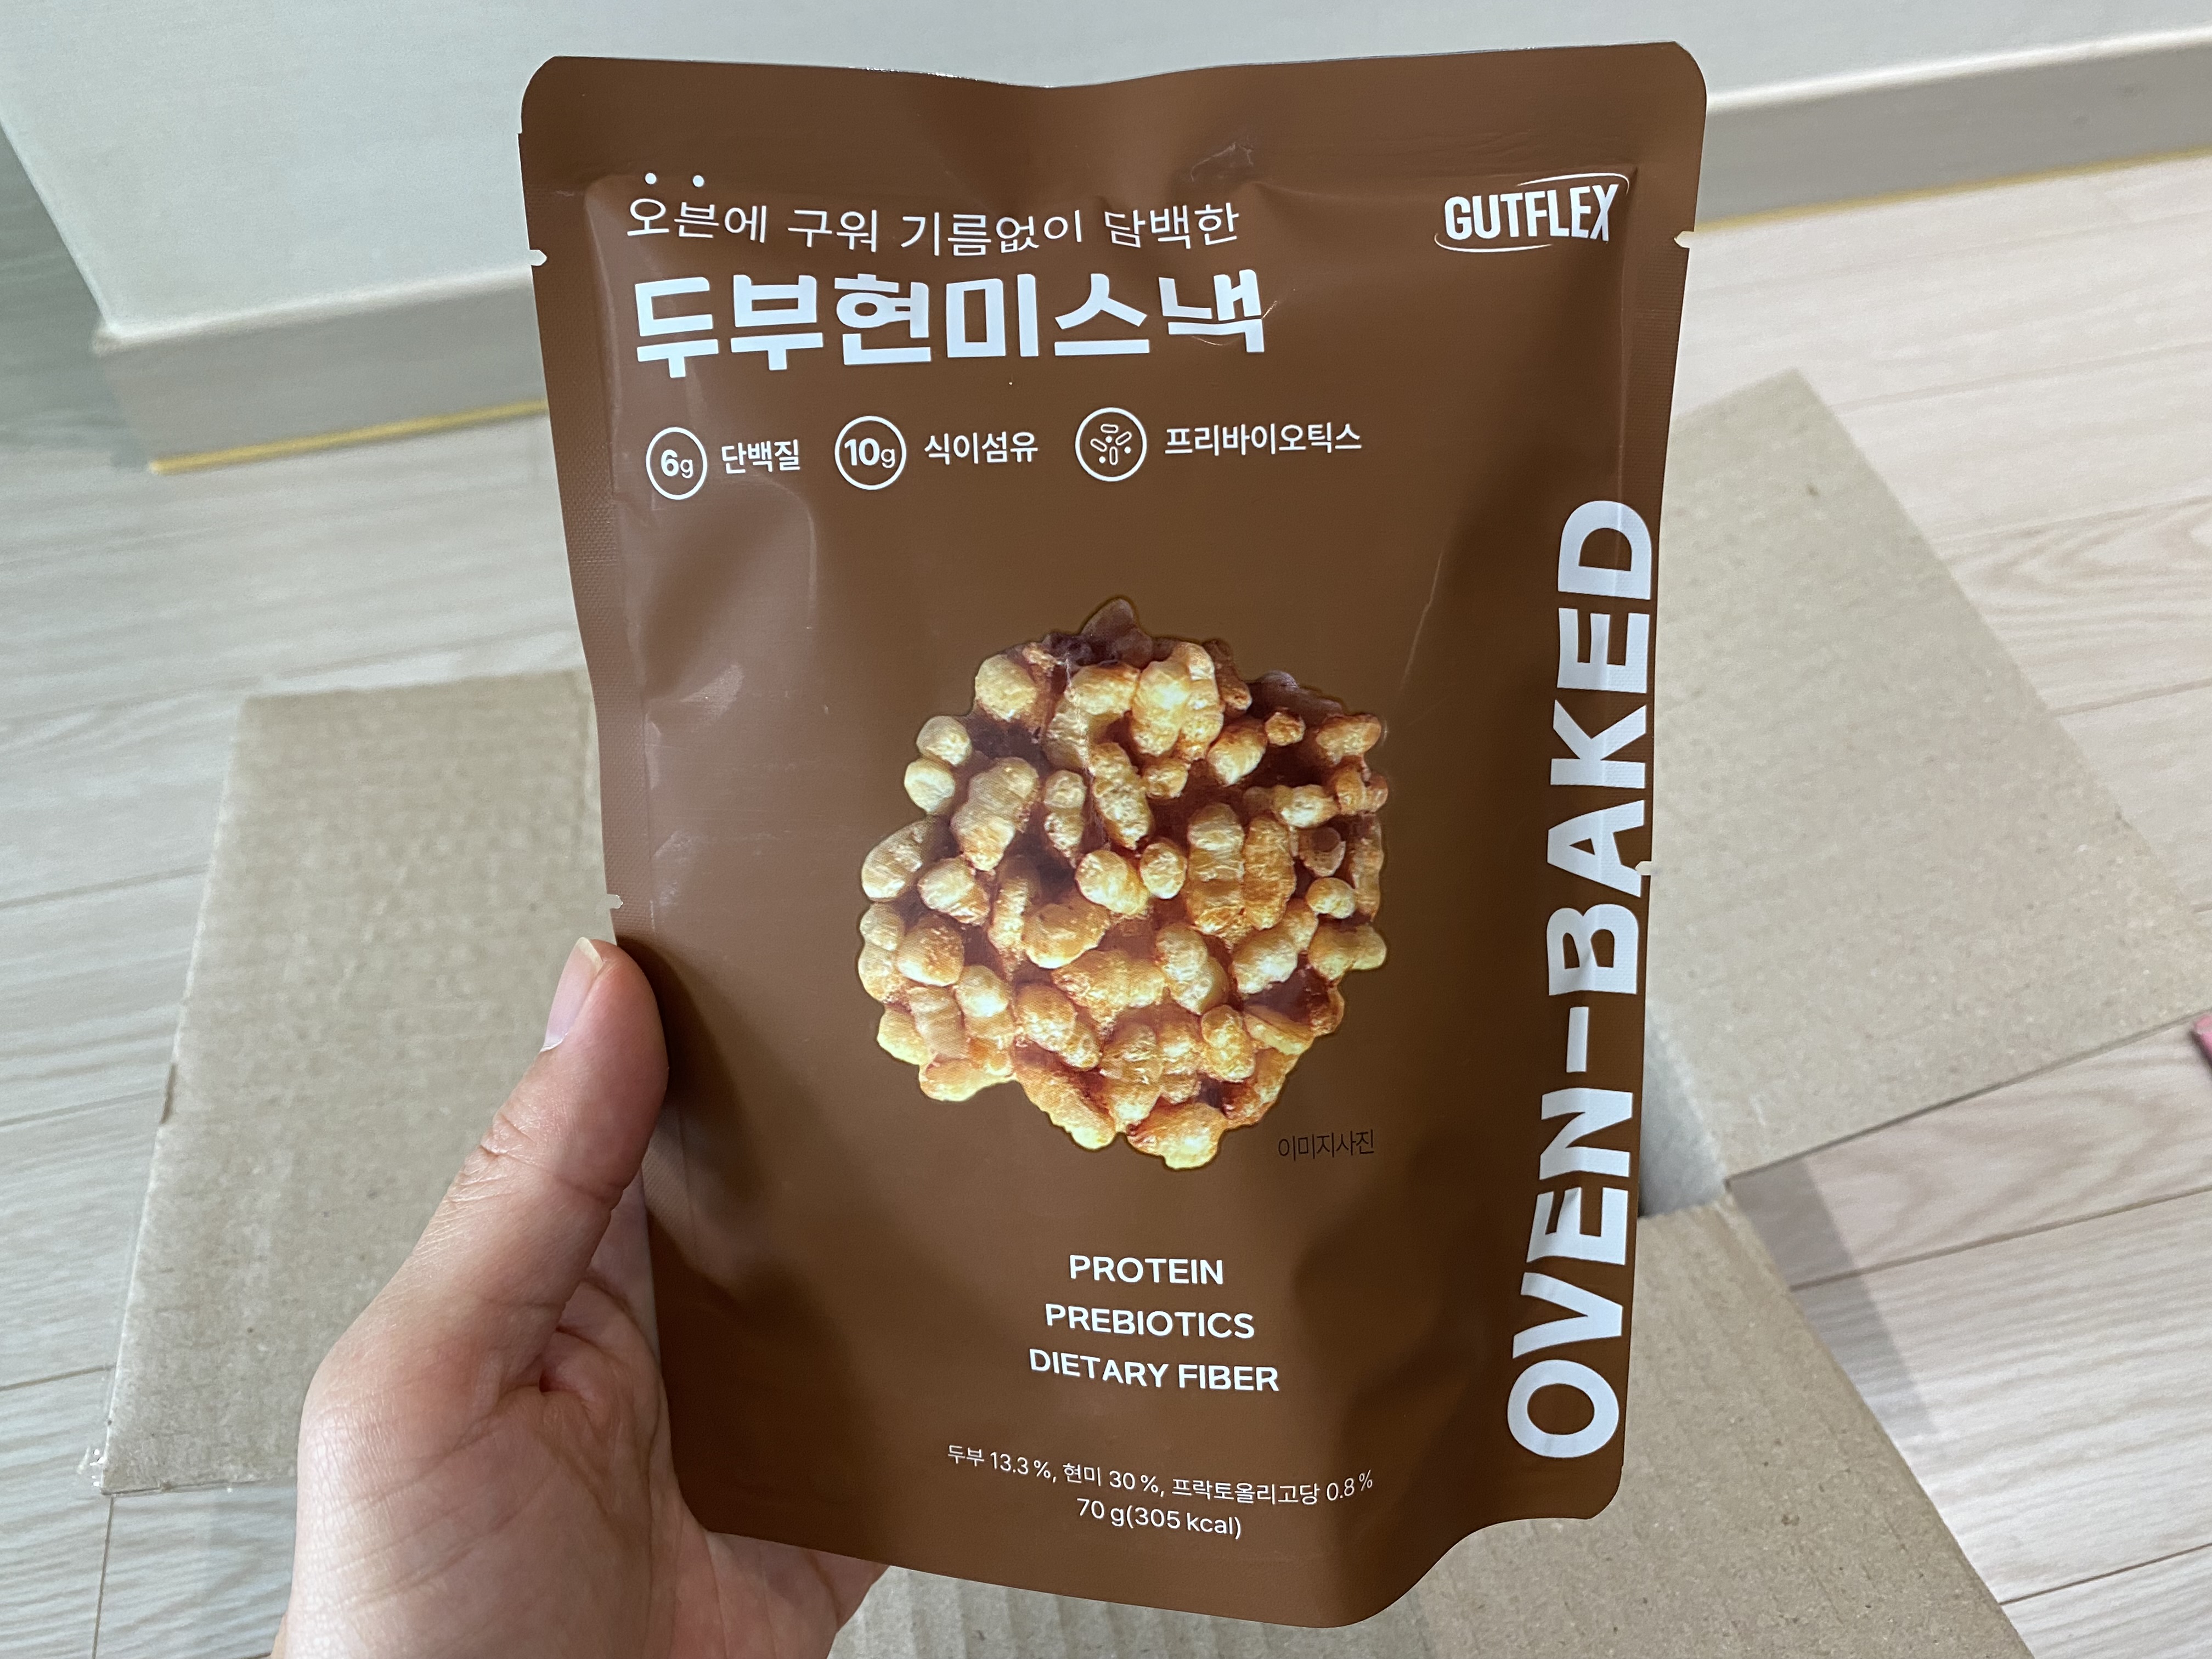 오븐에 구워 기름없이 담백한
GUTFLEX
두부현미스낵
6g 단백질 10g 식이섬유 프리바이오틱스
OVEN-BAKED
이미지사진
PROTEIN
PREBIOTICS
DIETARY FIBER
두부 13.3 %, 현미 30 %, 프락토올리고당 0.8 %
70 g(305 kcal)